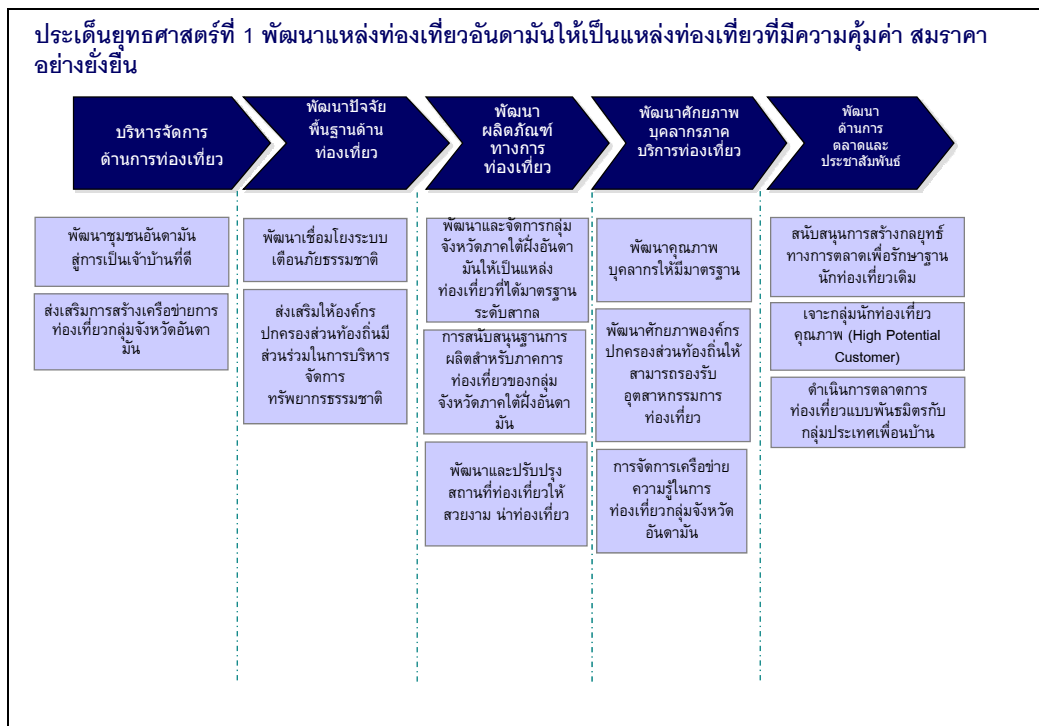 ประเด็นยุทธศาสตร์ที่ 1 พัฒนาแหล่งท่องเที่ยวอันดามันให้เป็นแหล่งท่องเที่ยวที่มีความคุ้มค่า สมราคา
อย่างยั่งยืน
บริหารจัดการ
ด้านการท่องเที่ยว
พัฒนาปัจจัย
พื้นฐานด้าน
ท่องเที่ยว
พัฒนา
ผลิตภัณฑ์
ทางการ
ท่องเที่ยว
พัฒนาศักยภาพ
บุคลากรภาค
บริการท่องเที่ยว
พัฒนา
ด้านการ
ตลาดและ
ประชาสัมพันธ์
พัฒนาชุมชนอันดามัน
สู่การเป็นเจ้าบ้านที่ดี
ส่งเสริมการสร้างเครือข่ายการ
ท่องเที่ยวกลุ่มจังหวัดอันดา
มัน
พัฒนาเชื่อมโยงระบบ
เตือนภัยธรรมชาติ
ส่งเสริมให้องค์กร
ปกครองส่วนท้องถิ่นมี
ส่วนร่วมในการบริหาร
จัดการ
ทรัพยากรธรรมชาติ
พัฒนาและจัดการกลุ่ม
จังหวัดภาคใต้ฝั่งอันดา
มันให้เป็นแหล่ง
ท่องเที่ยวที่ได้มาตรฐาน
ระดับสากล
การสนับสนุนฐานการ
ผลิตสำหรับภาคการ
ท่องเที่ยวของกลุ่ม
จังหวัดภาคใต้ฝั่งอันดา
มัน
พัฒนาและปรับปรุง
สถานที่ท่องเที่ยวให้
สวยงาม น่าท่องเที่ยว
พัฒนาคุณภาพ
บุคลากรให้มีมาตรฐาน
พัฒนาศักยภาพองค์กร
ปกครองส่วนท้องถิ่นให้
สามารถรองรับ
อุตสาหกรรมการ
ท่องเที่ยว
การจัดการเครือข่าย
ความรู้ในการ
ท่องเที่ยวกลุ่มจังหวัด
อันดามัน
สนับสนุนการสร้างกลยุทธ์
ทางการตลาดเพื่อรักษาฐาน
นักท่องเที่ยวเดิม
เจาะกลุ่มนักท่องเที่ยว
คุณภาพ (High Potential
Customer)
ดำเนินการตลาดการ
ท่องเที่ยวแบบพันธมิตรกับ
กลุ่มประเทศเพื่อนบ้าน